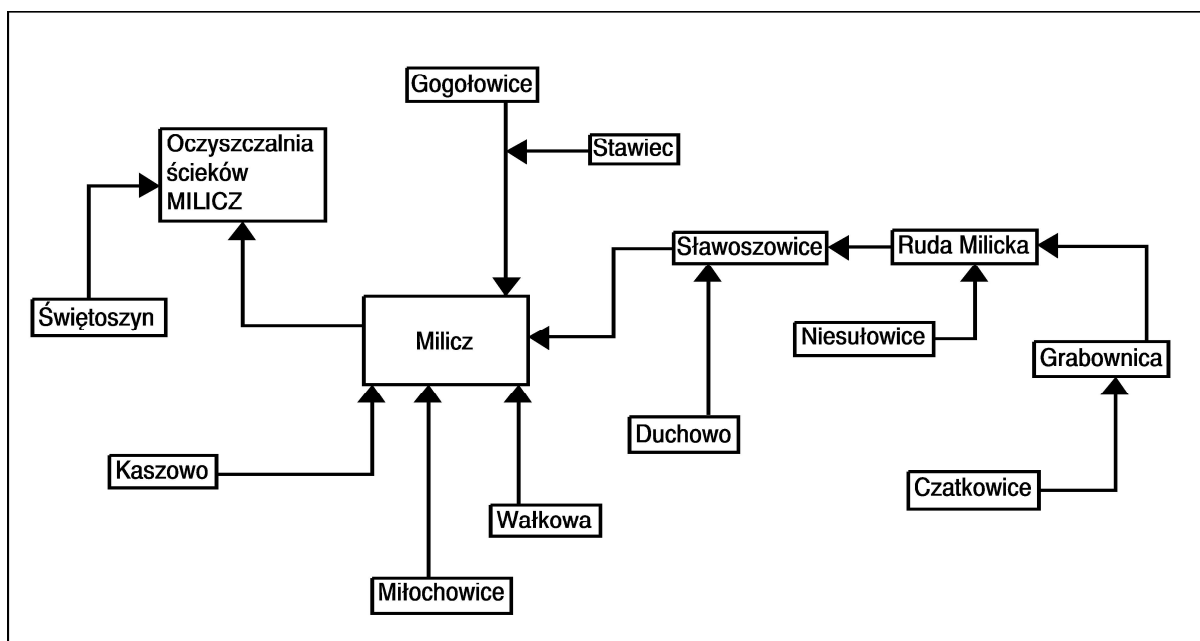 Gogołowice
Oczyszczalnia
ścieków
MILICZ
Stawiec
Sławoszowice
Ruda Milicka
Świętoszyn
Milicz
Niesułowice
Grabownica
Duchowo
Kaszowo
Czatkowice
Wałkowa
Miłochowice